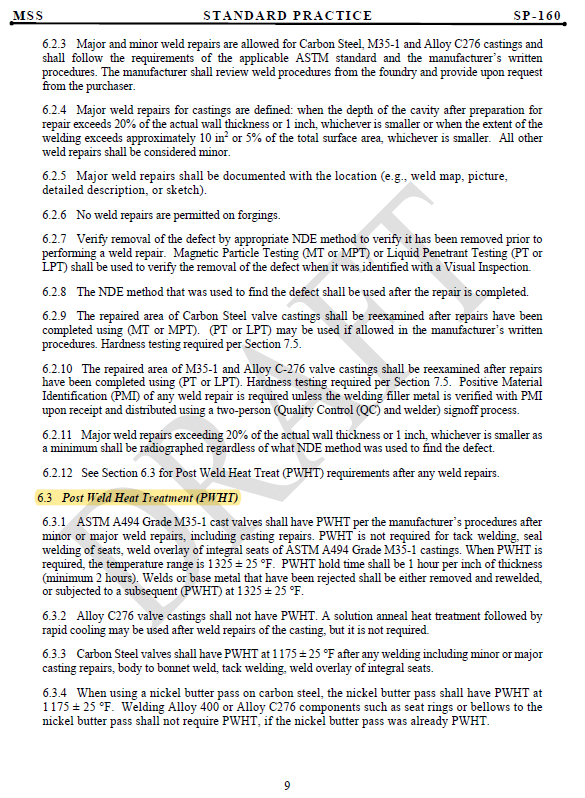 MSS STANDARD PRACTICE SP-160
6.2.3 Major and minor weld repairs are allowed for Carbon Steel, M35-1 and Alloy C276 castings and
shall follow the requirements of the applicable ASTM standard and the manufacturer's written
procedures. The manufacturer shall review weld procedures from the foundry and provide upon request
from the purchaser.
6.2.4 Major weld repairs for castings are defined: when the depth of the cavity after preparation for
repair exceeds 20% of the actual wall thickness or 1 inch, whichever is smaller or when the extent of the
welding exceeds approximately 10 in² or 5% of the total surface area, whichever is smaller. All other
weld repairs shall be considered minor.
6.2.5 Major weld repairs shall be documented with the location (e.g., weld map, picture,
detailed description, or sketch).
6.2.6 No weld repairs are permitted on forgings.
6.2.7 Verify removal of the defect by appropriate NDE method to verify it has been removed prior to
performing a weld repair. Magnetic Particle Testing (MT or MPT) or Liquid Penetrant Testing (PT or
LPT) shall be used to verify the removal of the defect when it was identified with a Visual Inspection.
6.2.8 The NDE method that was used to find the defect shall be used after the repair is completed.
6.2.9 The repaired area of Carbon Steel valve castings shall be reexamined after repairs have been
completed using (MT or MPT). (PT or LPT) may be used if allowed in the manufacturer's written
procedures. Hardness testing required per Section 7.5.
6.2.10 The repaired area of M35-1 and Alloy C-276 valve castings shall be reexamined after repairs
have been completed using (PT or LPT). Hardness testing required per Section 7.5. Positive Material
Identification (PMI) of any weld repair is required unless the welding filler metal is verified with PMI
upon receipt and distributed using a two-person (Quality Control (QC) and welder) signoff process.
6.2.11 Major weld repairs exceeding 20% of the actual wall thickness or 1 inch, whichever is smaller as
a minimum shall be radiographed regardless of what NDE method was used to find the defect.
6.2.12 See Section 6.3 for Post Weld Heat Treat (PWHT) requirements after any weld repairs.
6.3 Post Weld Heat Treatment (PWHT)
6.3.1 ASTM A494 Grade M35-1 cast valves shall have PWHT per the manufacturer's procedures after
minor or major weld repairs, including casting repairs. PWHT is not required for tack welding, seal
welding of seats, weld overlay of integral seats of ASTM A494 Grade M35-1 castings. When PWHT is
required, the temperature range is 1325 ± 25 °F. PWHT hold time shall be 1 hour per inch of thickness
(minimum 2 hours). Welds or base metal that have been rejected shall be either removed and rewelded,
or subjected to a subsequent (PWHT) at 1325 ± 25 °F.
6.3.2 Alloy C276 valve castings shall not have PWHT. A solution anneal heat treatment followed by
rapid cooling may be used after weld repairs of the casting, but it is not required.
6.3.3 Carbon Steel valves shall have PWHT at 1175 ± 25 °F after any welding including minor or major
casting repairs, body to bonnet weld, tack welding, weld overlay of integral seats.
6.3.4 When using a nickel butter pass on carbon steel, the nickel butter pass shall have PWHT at
1175 ± 25 °F. Welding Alloy 400 or Alloy C276 components such as seat rings or bellows to the
nickel butter pass shall not require PWHT, if the nickel butter pass was already PWHT.
DRAFT
9